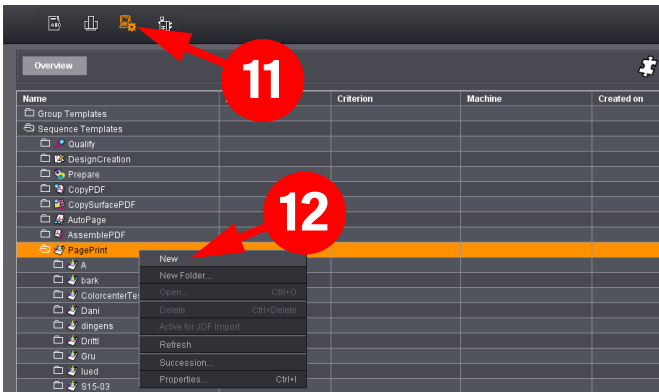 ABC
11
Overview
Name Criterion Machine Created on
Group Templates
Sequence Templates
Qualify
DesignCreation
Prepare
CopyPDF
CopySurfacePDF
12
AutoPage
AssemblePDF
PagePrint
New
A
New Folder...
bark
Open... Ctrl+O
ColorcenterTes
Delete Ctrl+Delete
Dani
Active for JDF Import
dingens
Refresh
Drittl
Gru
Succession...
lued
Properties... Ctrl+I
S15-03